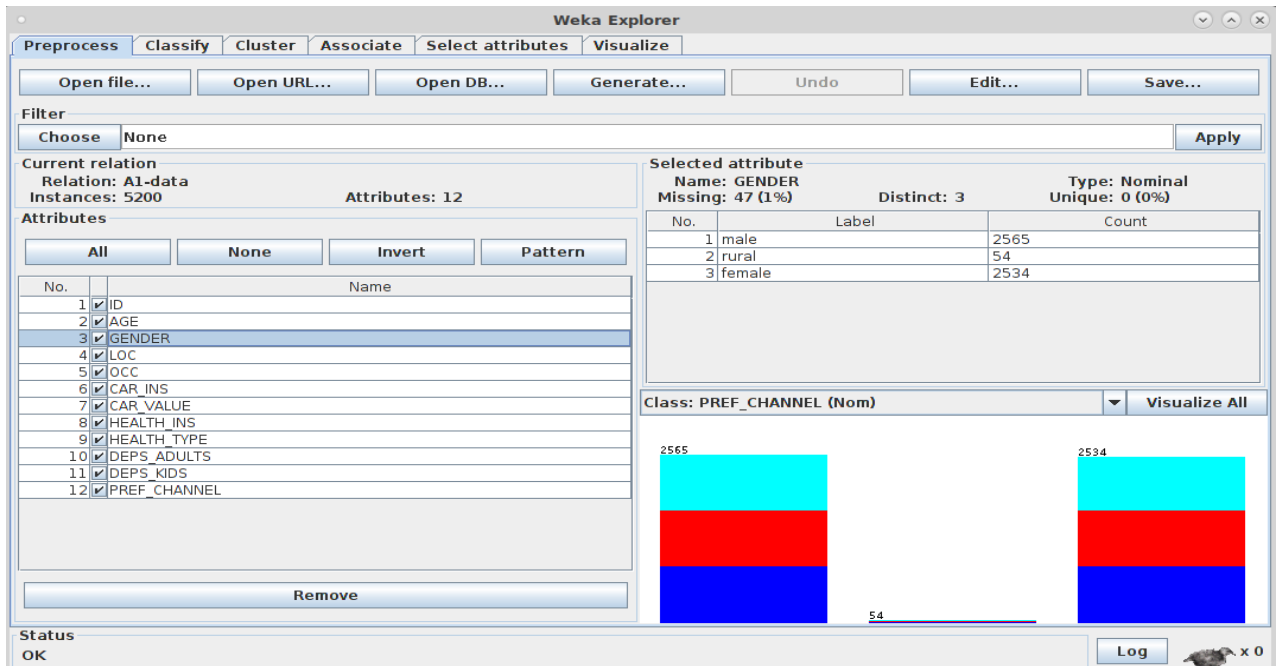 Weka Explorer
Preprocess Classify Cluster Associate Select attributes Visualize
Open file... Open URL... Open DB... Generate... Undo Edit... Save...
Filter
Choose None Apply
Current relation
Relation: A1-data
Instances: 5200 Attributes: 12
Attributes
All None Invert Pattern
No. Name
1 ID
2 AGE
3 GENDER
4 LOC
5 OCC
6 CAR_INS
7 CAR_VALUE
8 HEALTH_INS
9 HEALTH_TYPE
10 DEPS_ADULTS
11 DEPS_KIDS
12 PREF_CHANNEL
Remove
Selected attribute
Name: GENDER Type: Nominal
Missing: 47 (1%) Distinct: 3 Unique: 0 (0%)
No. Label Count
1 male 2565
2 rural 54
3 female 2534
Class: PREF_CHANNEL (Nom) Visualize All
2565 54 2534
Status
OK Log x 0